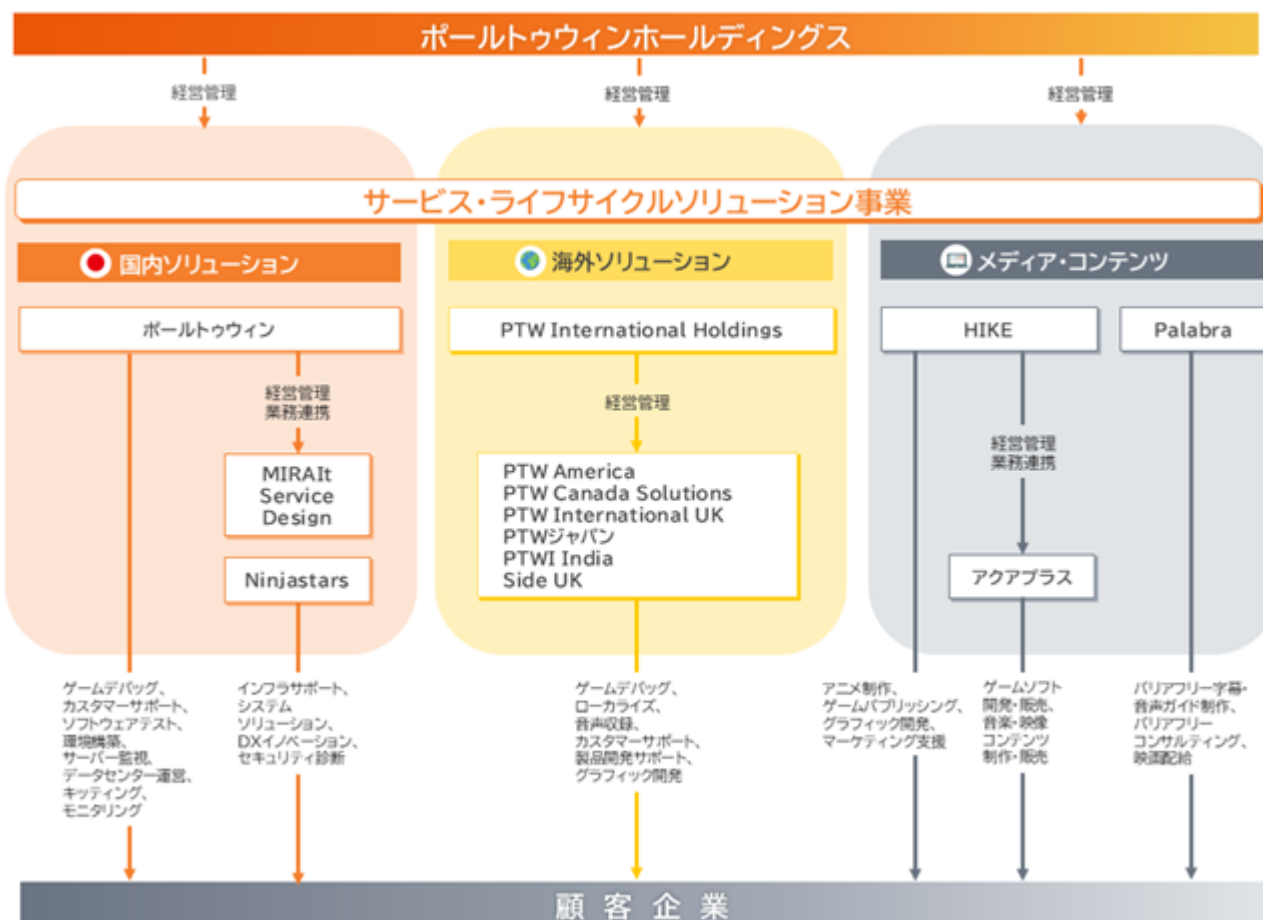 ポールトゥウィンホールディングス
経営管理
経営管理
経営管理
サービス・ライフサイクルソリューション事業
国内ソリューション
ポールトゥウィン
経営管理
業務連携
MIRAIt
Service
Design
Ninjastars
ゲームデバッグ、
カスタマーサポート、
ソフトウェアテスト、
環境構築、
サーバー監視、
データセンター運営、
キッティング、
モニタリング
インフラサポート、
システム
ソリューション、
DXイノベーション、
セキュリティ診断
海外ソリューション
PTW International Holdings
経営管理
PTW America
PTW Canada Solutions
PTW International UK
PTWジャパン
PTWI India
Side UK
ゲームデバッグ、
ローカライズ、
音声収録、
カスタマーサポート、
製品開発サポート、
グラフィック開発
メディア・コンテンツ
HIKE
Palabra
経営管理
業務連携
アクアプラス
アニメ制作、
ゲームパブリッシング、
グラフィック開発、
マーケティング支援
ゲームソフト
開発・販売、
音楽・映像
コンテンツ
制作・販売
バリアフリー字幕・
音声ガイド制作、
バリアフリー
コンサルティング、
映画配給
顧客企業